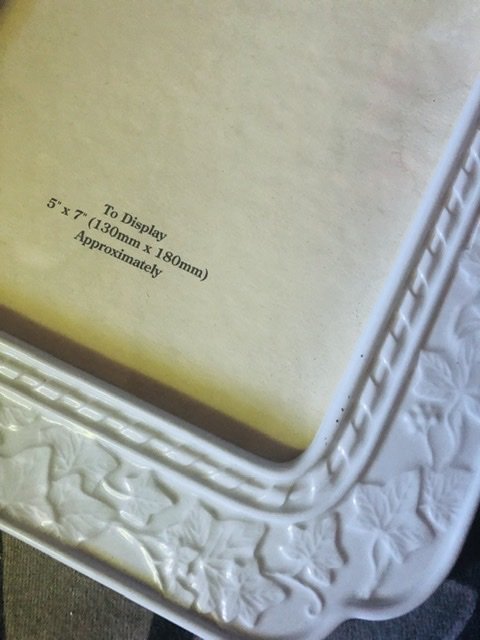 To Display
5" x 7" (130mm x 180mm)
Approximately